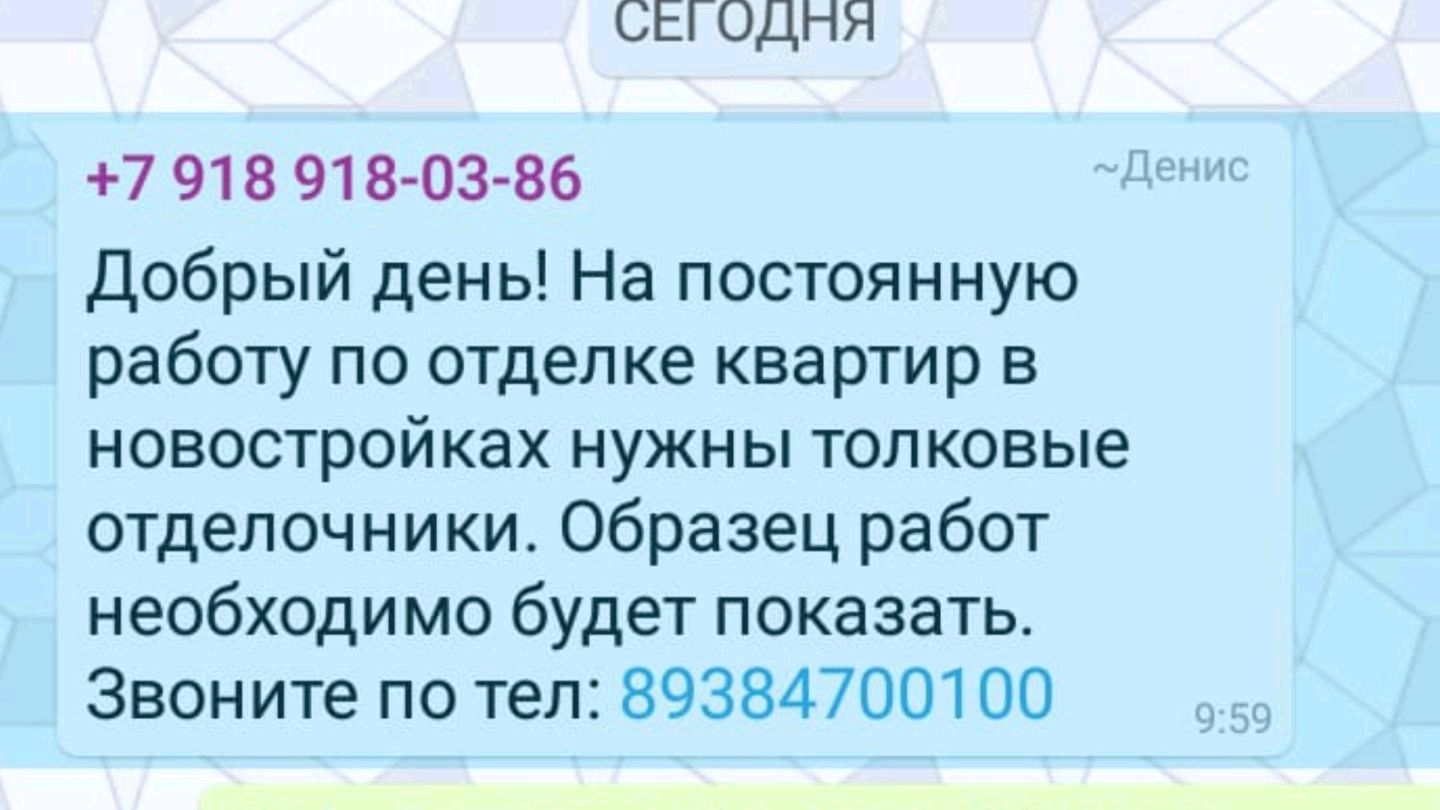 СЕГОДНЯ
+7 918 918-03-86
~Денис
Добрый день! На постоянную
работу по отделке квартир в
новостройках нужны толковые
отделочники. Образец работ
необходимо будет показать.
Звоните по тел: 89384700100
9:59